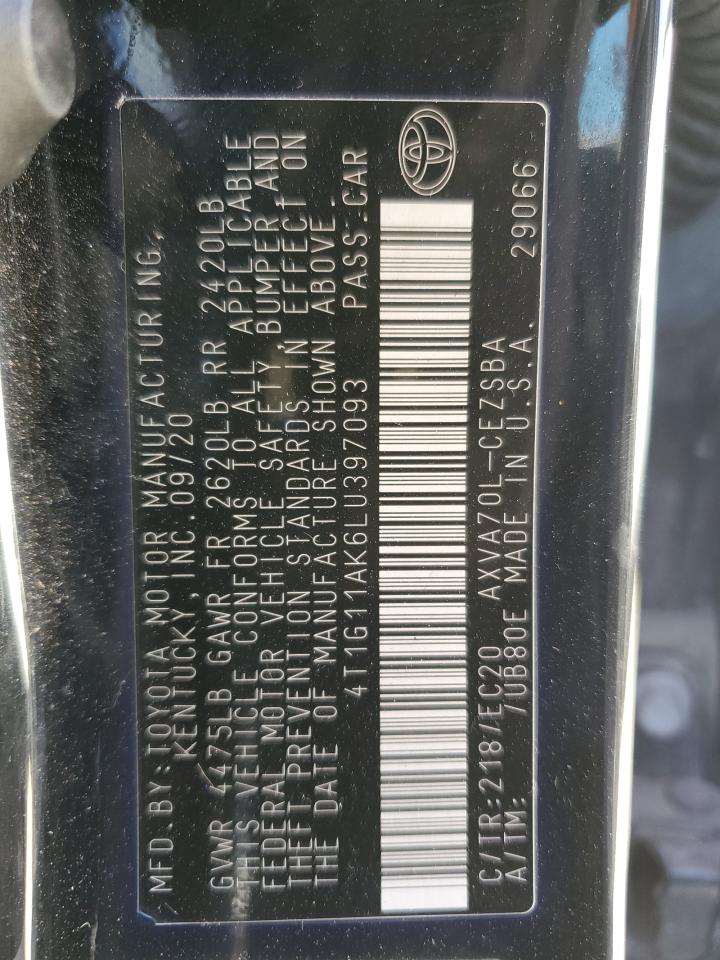 MFD.BY:TOYOTA MOTOR MANUFACTURING,
KENTUCKY,INC.09/20
GVWR 4475LB GAWR FR 2620LB RR 2420LB
THIS VEHICLE CONFORMS TO ALL APPLICABLE
FEDERAL MOTOR VEHICLE SAFETY, BUMPER AND
THEFT PREVENTION STANDARDS IN EFFECT ON
THE DATE OF MANUFACTURE SHOWN ABOVE.
4T1G11AK6LU397093 PASS.CAR
C/TR:218/EC20 AXVA70L-CEZSBA 29066
A/TM: /UB80E MADE IN U.S.A.